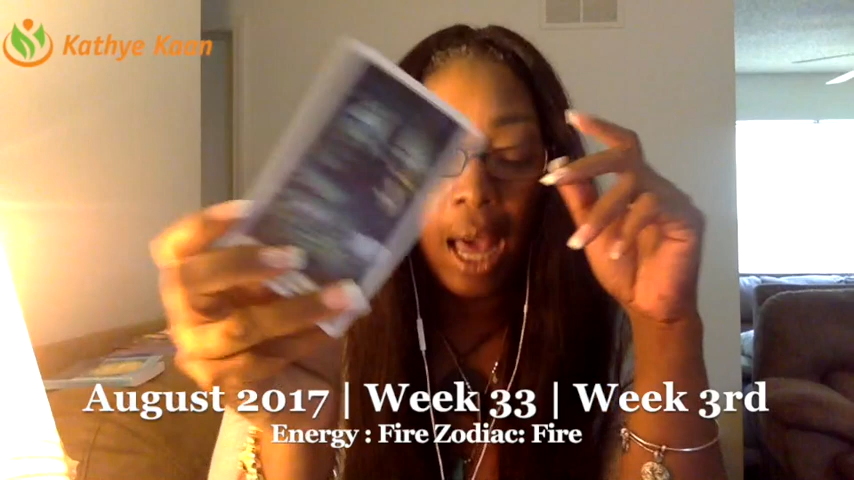 Kathye Kaan
August 2017 | Week 33 | Week 3rd
Energy : Fire Zodiac: Fire